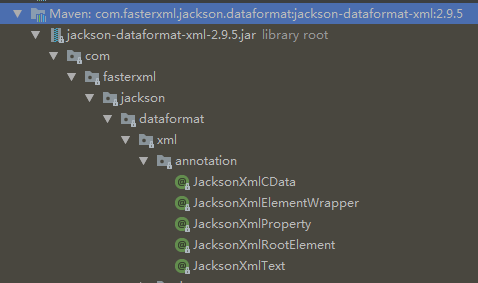 Maven: com.fasterxml.jackson.dataformat:jackson-dataformat-xml:2.9.5
jackson-dataformat-xml-2.9.5.jar library root
com
fasterxml
jackson
dataformat
xml
annotation
JacksonXmlCData
JacksonXmlElementWrapper
JacksonXmlProperty
JacksonXmlRootElement
JacksonXmlText